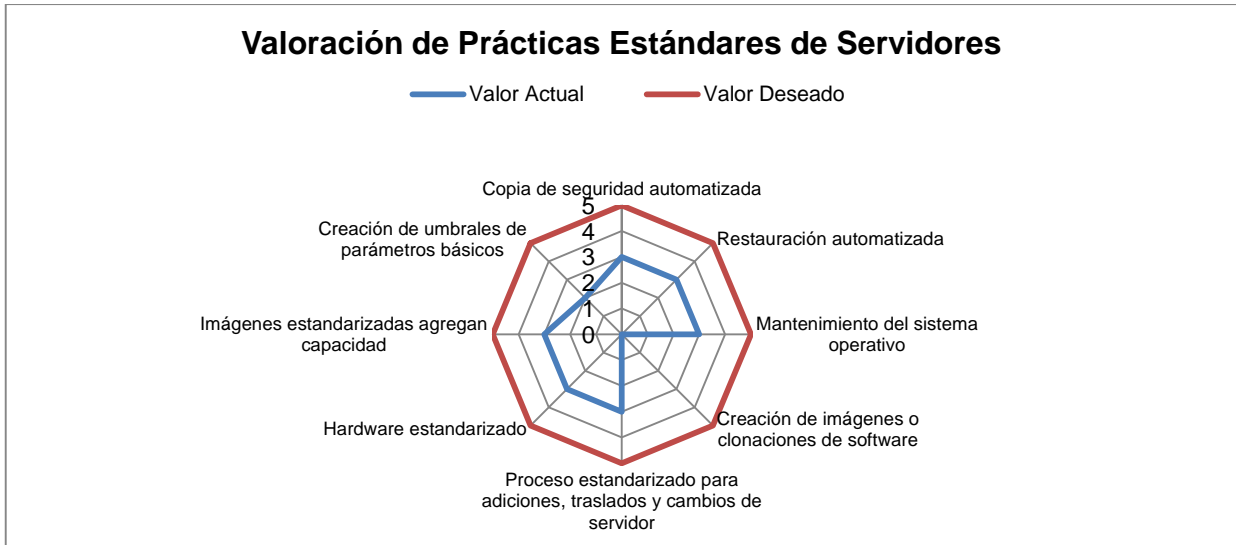 Valoración de Prácticas Estándares de Servidores
Valor Actual
Valor Deseado
Copia de seguridad automatizada
Restauración automatizada
Mantenimiento del sistema
operativo
Creación de imágenes o
clonaciones de software
Proceso estandarizado para
adiciones, traslados y cambios de
servidor
Hardware estandarizado
Imágenes estandarizadas agregan
capacidad
Creación de umbrales de
parámetros básicos
5
4
3
2
1
0